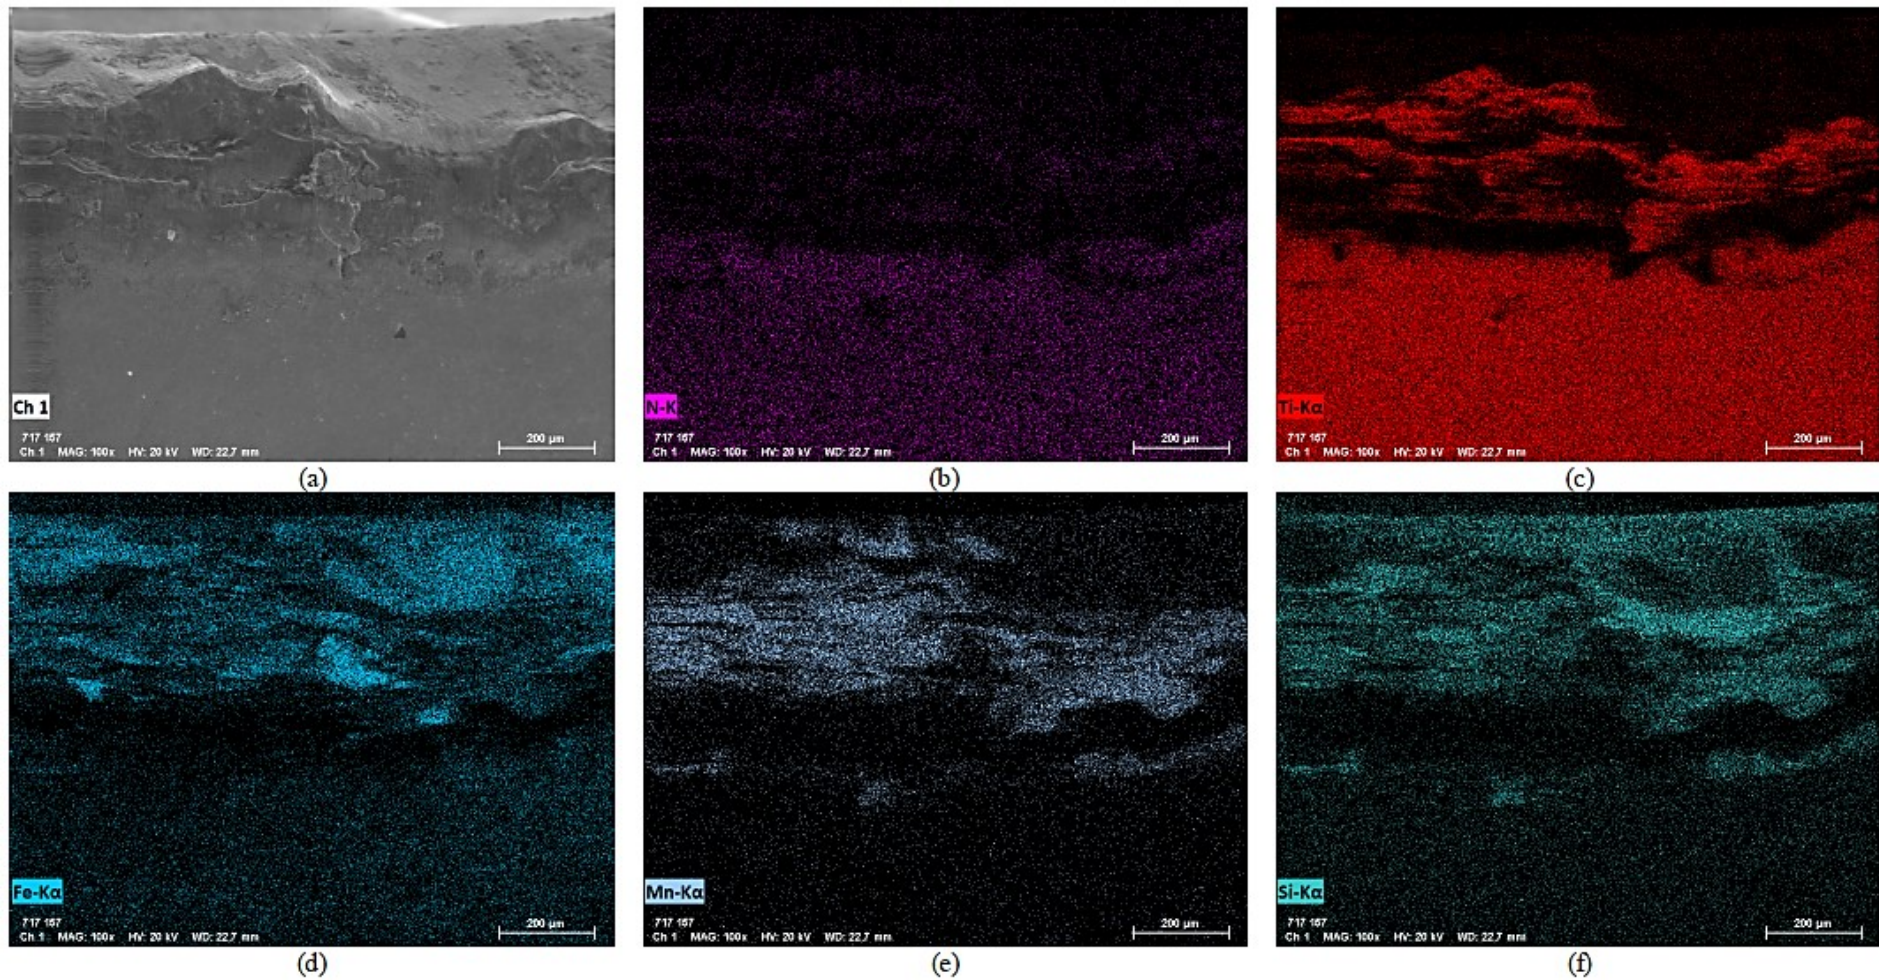 Ch 1
717 167
Ch 1 MAG: 100x HV: 20 kV WD: 22,7 mm
200 µm
(a)
N-K
717 167
Ch 1 MAG: 100x HV: 20 kV WD: 22,7 mm
200 µm
(b)
Ti-Kα
717 167
Ch 1 MAG: 100x HV: 20 kV WD: 22,7 mm
200 µm
(c)
Fe-Kα
717 167
Ch 1 MAG: 100x HV: 20 kV WD: 22,7 mm
200 µm
(d)
Mn-Kα
717 167
Ch 1 MAG: 100x HV: 20 kV WD: 22,7 mm
200 µm
(e)
Si-Kα
717 167
Ch 1 MAG: 100x HV: 20 kV WD: 22,7 mm
200 µm
(f)